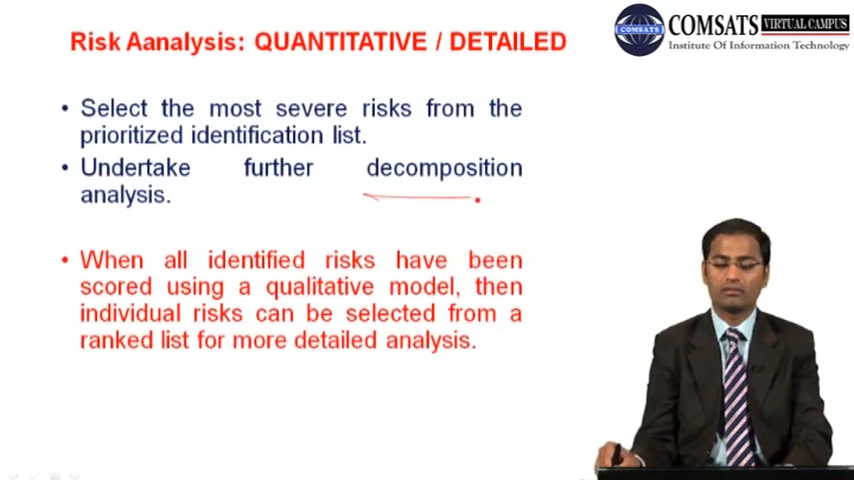 Risk Aanalysis: QUANTITATIVE / DETAILED
COMSATS
COMSATS VIRTUAL CAMPUS
Institute Of Information Technology
• Select the most severe risks from the
prioritized identification list.
• Undertake further decomposition
analysis.
• When all identified risks have been
scored using a qualitative model, then
individual risks can be selected from a
ranked list for more detailed analysis.